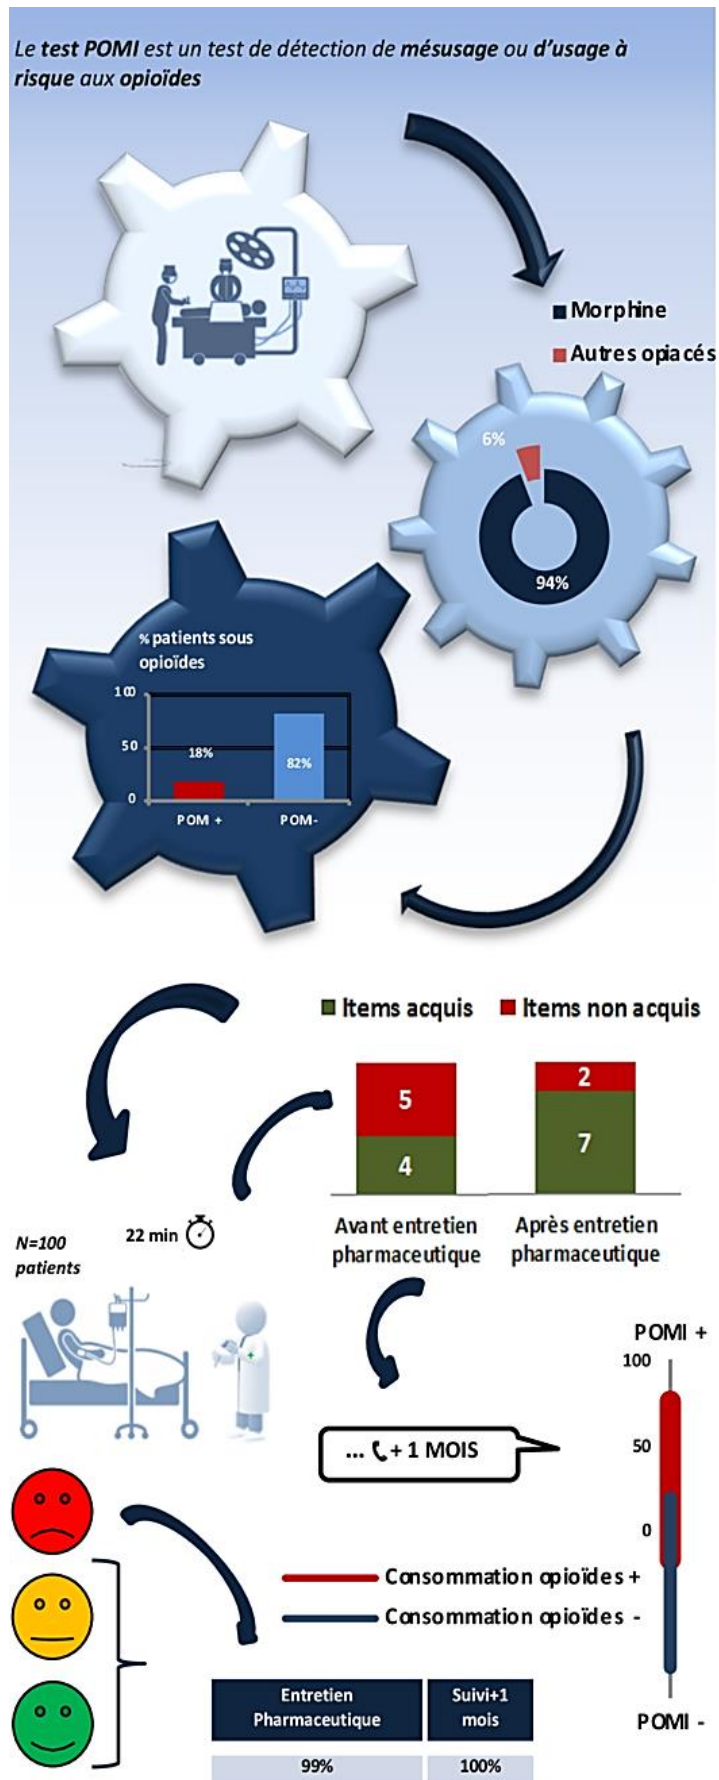 Le test POMI est un test de détection de mésusage ou d'usage à
risque aux opioïdes
Morphine
Autres opiacés
6%
94%
% patients sous
opioïdes
100
50
0
18%
82%
POM +
POM-
Items acquis
Items non acquis
5
4
2
7
Avant entretien
pharmaceutique
Après entretien
pharmaceutique
22 min
N=100
patients
POMI +
100
50
0
... + 1 MOIS
Consommation opioïdes +
Consommation opioïdes -
POMI -
Entretien
Pharmaceutique
Suivi+1
mois
99%
100%